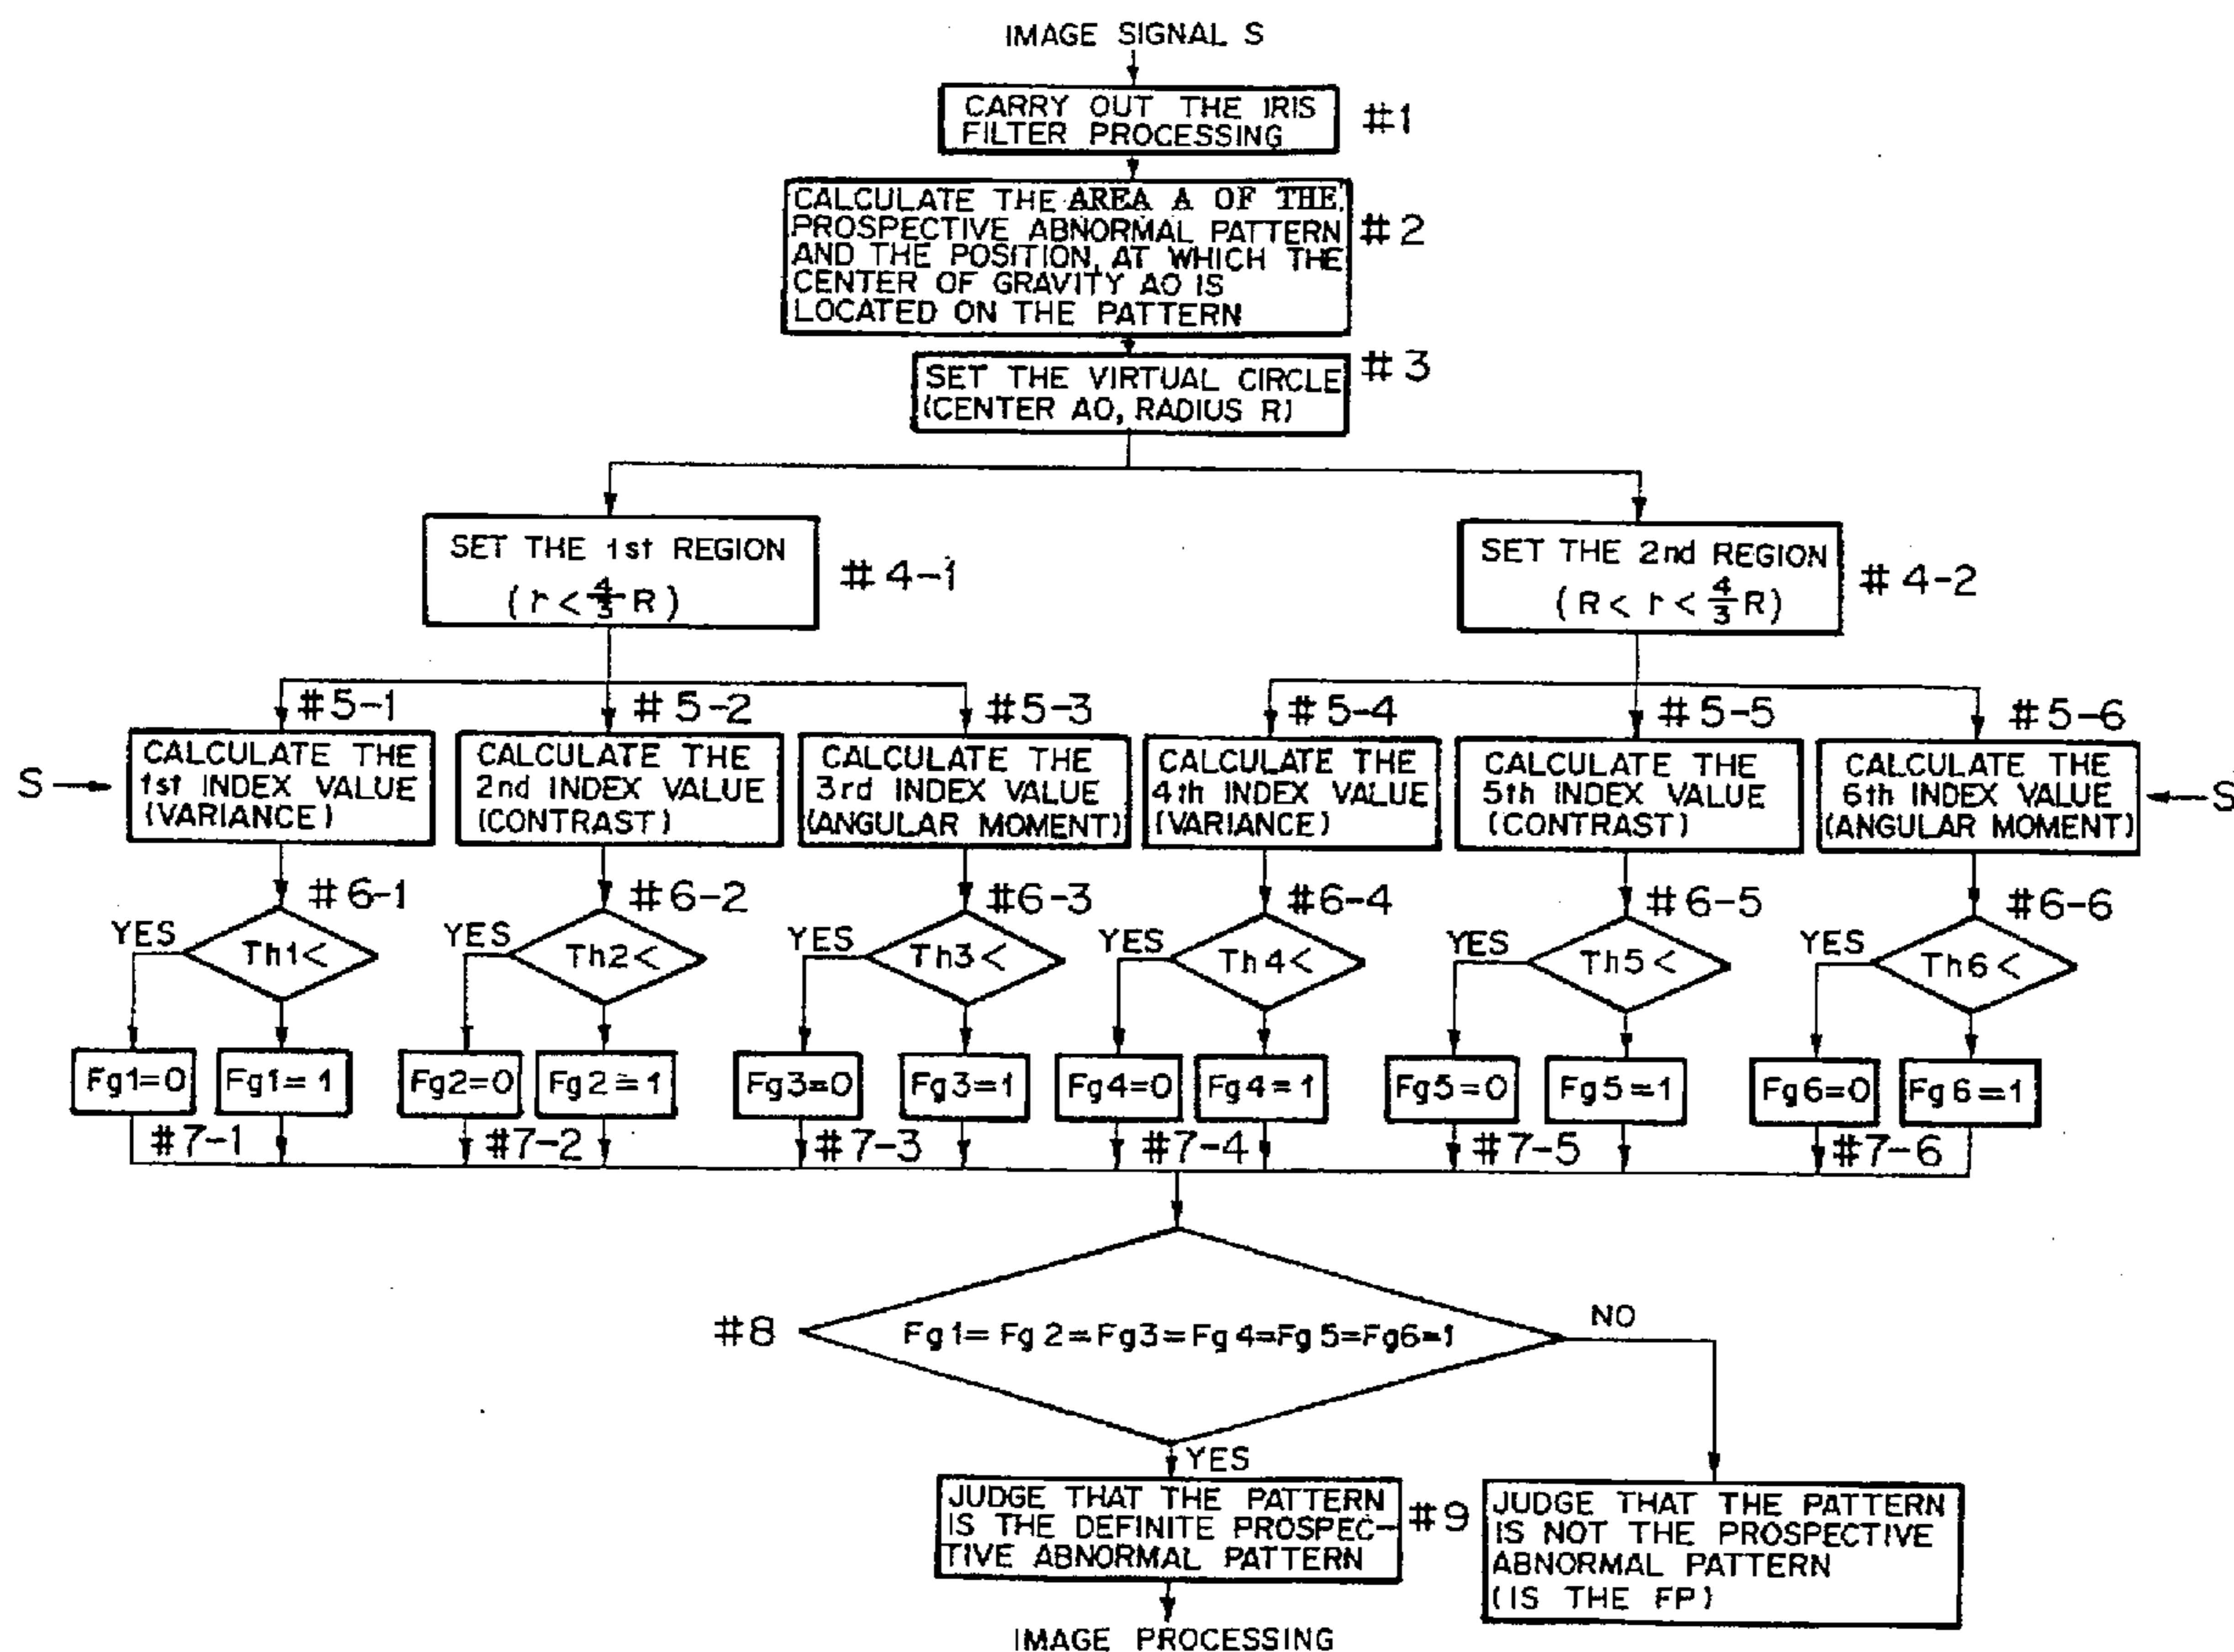 IMAGE SIGNAL S
CARRY OUT THE IRIS
FILTER PROCESSING
#1
CALCULATE THE AREA A OF THE
PROSPECTIVE ABNORMAL PATTERN
AND THE POSITION, AT WHICH THE
CENTER OF GRAVITY AO IS
LOCATED ON THE PATTERN
#2
SET THE VIRTUAL CIRCLE
(CENTER AO, RADIUS R)
#3
SET THE 1st REGION
(r < 4/3 R)
#4-1
SET THE 2nd REGION
(R < r < 4/3 R)
#4-2
#5-1
#5-2
#5-3
#5-4
#5-5
#5-6
S
CALCULATE THE
1st INDEX VALUE
(VARIANCE)
CALCULATE THE
2nd INDEX VALUE
(CONTRAST)
CALCULATE THE
3rd INDEX VALUE
(ANGULAR MOMENT)
CALCULATE THE
4th INDEX VALUE
(VARIANCE)
CALCULATE THE
5th INDEX VALUE
(CONTRAST)
CALCULATE THE
6th INDEX VALUE
(ANGULAR MOMENT)
S
#6-1
#6-2
#6-3
#6-4
#6-5
#6-6
YES
Th1<
YES
Th2<
YES
Th3<
YES
Th4<
YES
Th5<
YES
Th6<
Fg1=0
Fg1=1
Fg2=0
Fg2=1
Fg3=0
Fg3=1
Fg4=0
Fg4=1
Fg5=0
Fg5=1
Fg6=0
Fg6=1
#7-1
#7-2
#7-3
#7-4
#7-5
#7-6
#8
Fg1=Fg2=Fg3=Fg4=Fg5=Fg6=1
NO
YES
JUDGE THAT THE PATTERN
IS THE DEFINITE PROSPEC-
TIVE ABNORMAL PATTERN
#9
JUDGE THAT THE PATTERN
IS NOT THE PROSPECTIVE
ABNORMAL PATTERN
(IS THE FP)
IMAGE PROCESSING